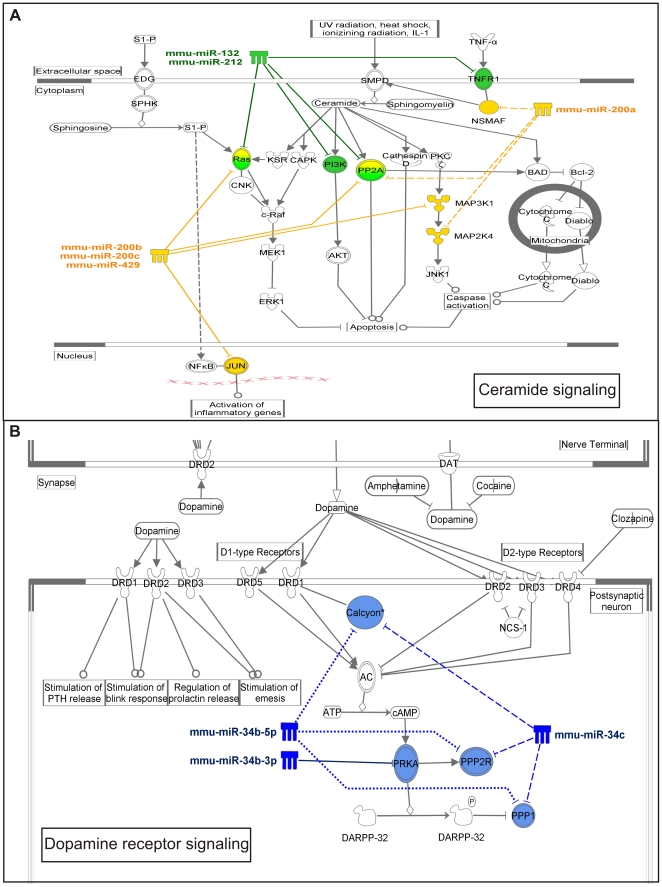 A
S1-P
mmu-miR-132
mmu-miR-212
UV radiation, heat shock,
ionizining radiation, IL-1
TNF-α
Extracellular space
Cytoplasm
EDG
SMPD
TNFR1
SPHK
Ceramide
Sphingomyelin
NSMAF
mmu-miR-200a
Sphingosine
S1-P
Ras
KSR
CAPK
PI3K
PP2A
Cathespin
D
PKC
ζ
BAD
Bcl-2
CNK
c-Raf
MAP3K1
Cytochrome
C
Diablo
mmu-miR-200b
mmu-miR-200c
mmu-miR-429
MEK1
AKT
MAP2K4
Mitochondria
JNK1
Cytochrome
C
Diablo
ERK1
Caspase
activation
Apoptosis
Nucleus
NFκB
JUN
Activation of
inflammatory genes
Ceramide signaling
B
Nerve Terminal
DRD2
DAT
Synapse
Amphetamine
Cocaine
Dopamine
Dopamine
Dopamine
Clozapine
Dopamine
D1-type Receptors
D2-type Receptors
DRD1
DRD2
DRD3
DRD5
DRD1
DRD2
DRD3
DRD4
Postsynaptic
neuron
Calcyon*
NCS-1
AC
Stimulation of
PTH release
Stimulation of
blink response
Regulation of
prolactin release
Stimulation of
emesis
ATP
cAMP
mmu-miR-34b-5p
mmu-miR-34c
mmu-miR-34b-3p
PRKA
PPP2R
P
PPP1
DARPP-32
DARPP-32
Dopamine receptor signaling